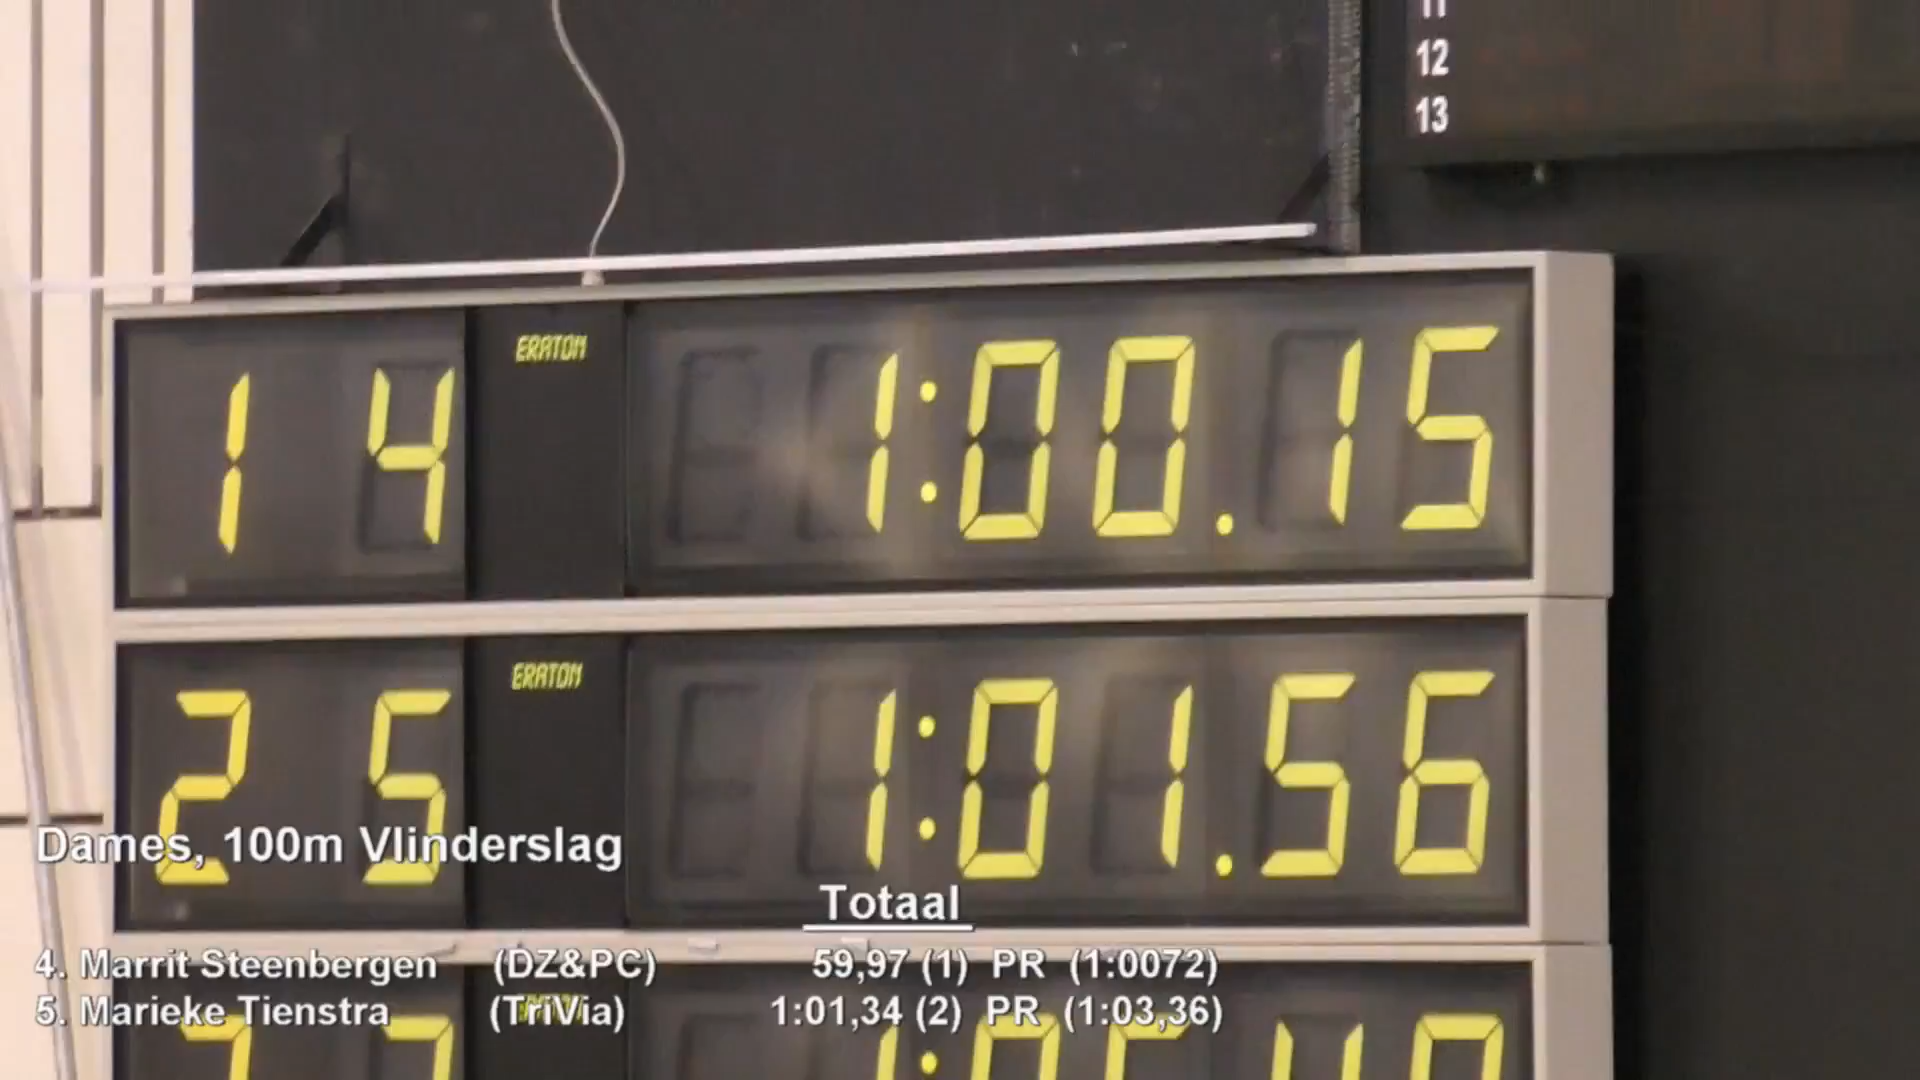 12
13
1 4 ERATON 1:00.15
2 5 ERATON 1:01.56
Dames, 100m Vlinderslag
Totaal
4. Marrit Steenbergen (DZ&PC) 59,97 (1) PR (1:0072)
5. Marieke Tienstra (TriVia) 1:01,34 (2) PR (1:03,36)